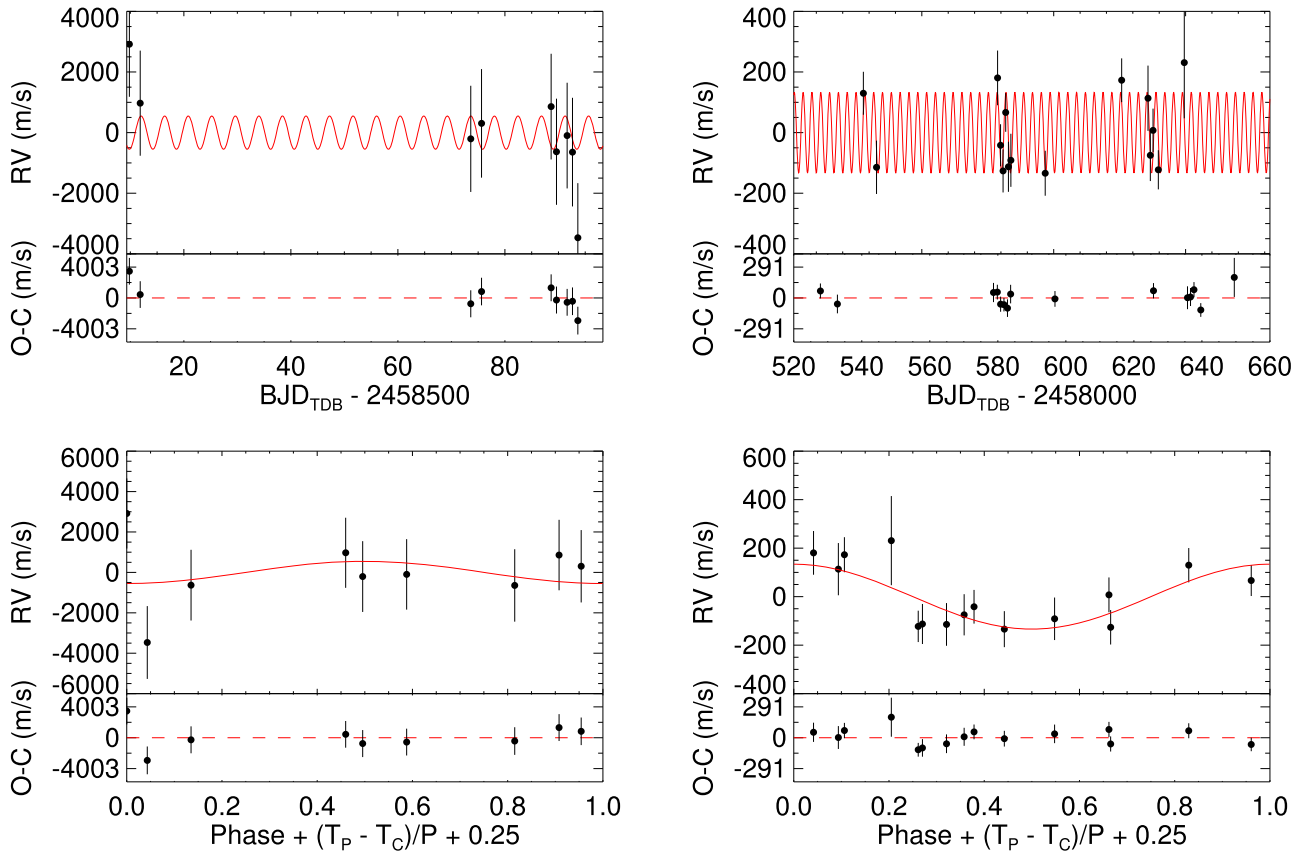 4000
2000
0
-2000
-4000
RV (m/s)
4003
0
-4003
O-C (m/s)
20 40 60 80
BJD_TDB - 2458500
400
200
0
-200
-400
RV (m/s)
291
0
-291
O-C (m/s)
520 540 560 580 600 620 640 660
BJD_TDB - 2458000
6000
4000
2000
0
-2000
-4000
-6000
RV (m/s)
4003
0
-4003
O-C (m/s)
0.0 0.2 0.4 0.6 0.8 1.0
Phase + (T_P - T_C)/P + 0.25
600
400
200
0
-200
-400
RV (m/s)
291
0
-291
O-C (m/s)
0.0 0.2 0.4 0.6 0.8 1.0
Phase + (T_P - T_C)/P + 0.25